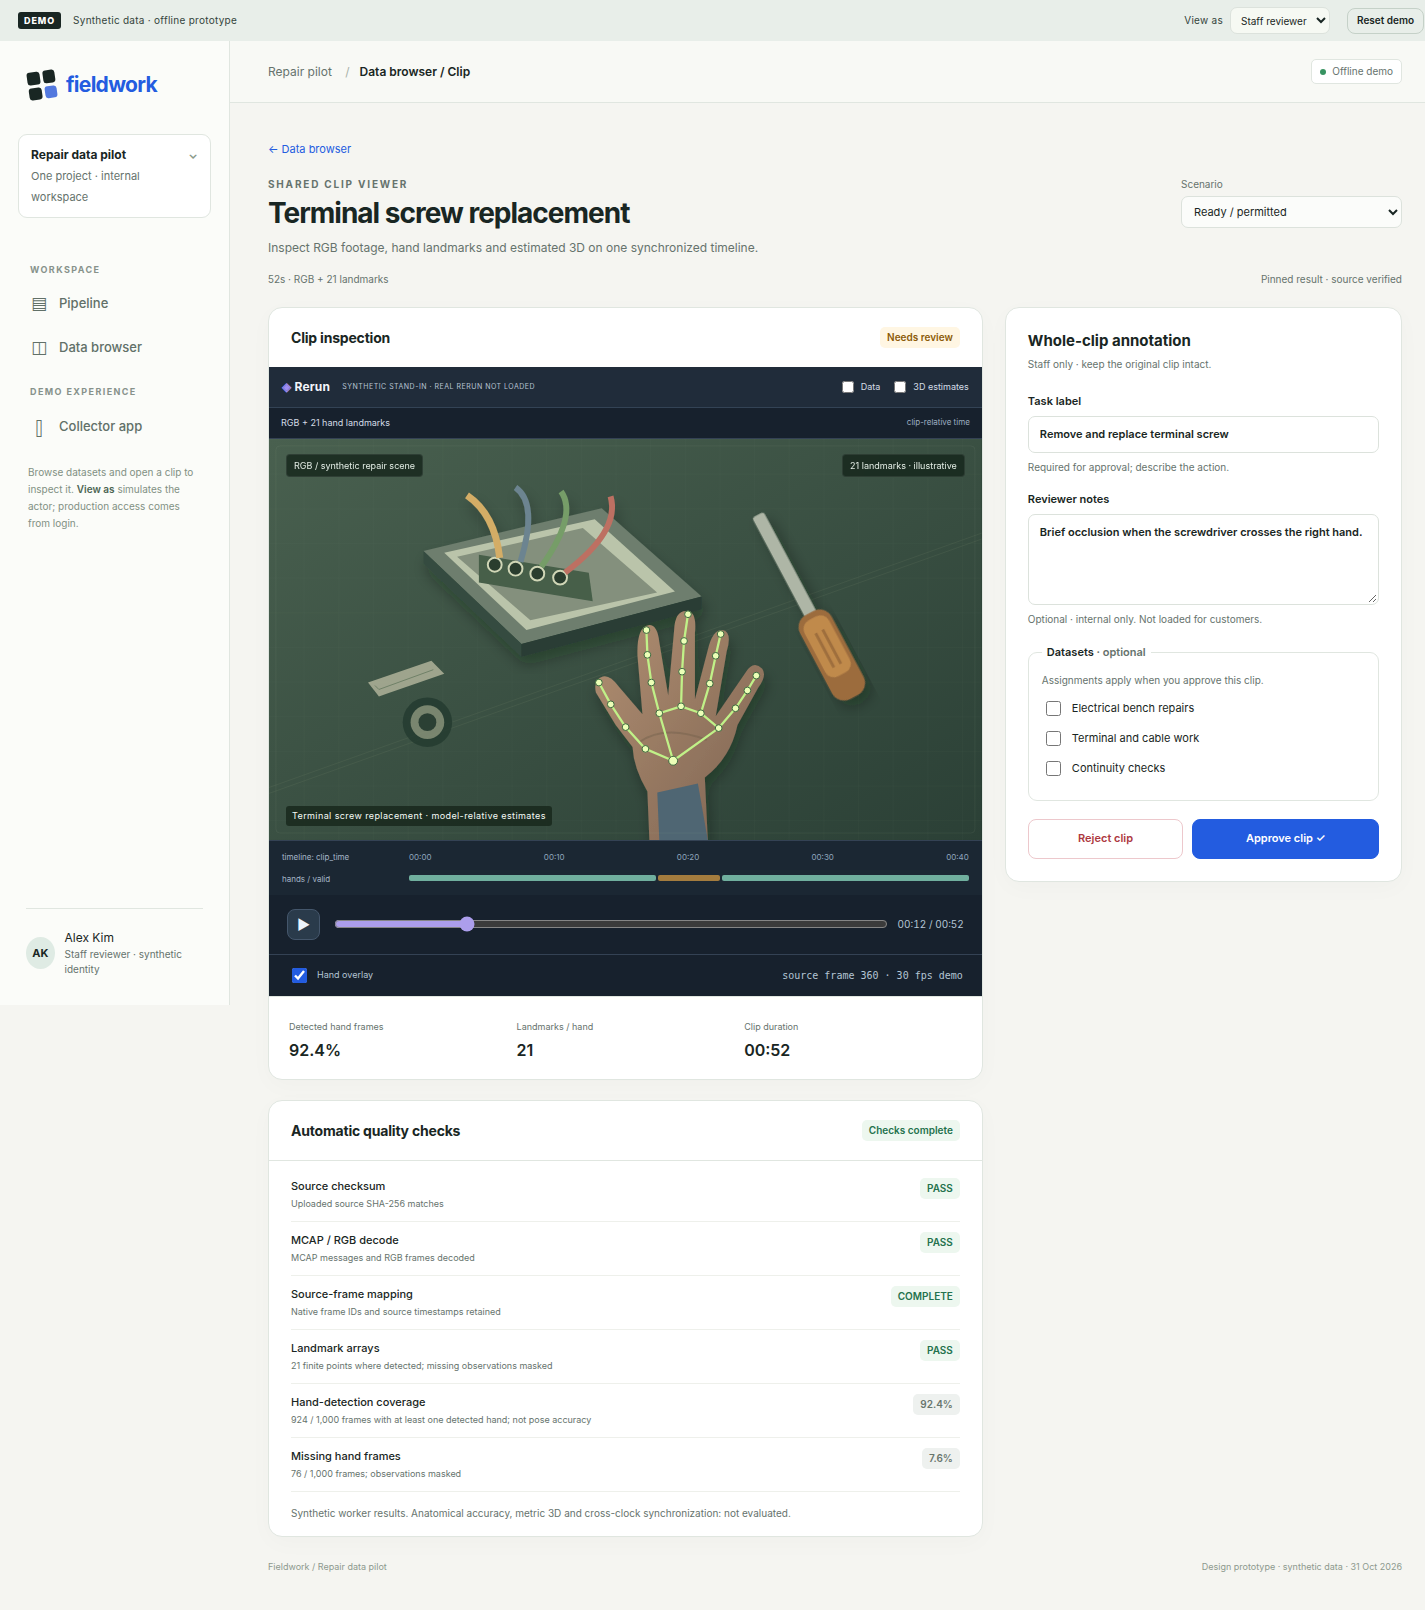 DEMO Synthetic data · offline prototype View as Staff reviewer Reset demo
fieldwork
Repair pilot / Data browser / Clip Offline demo
Repair data pilot
One project · internal
workspace
WORKSPACE
Pipeline
Data browser
DEMO EXPERIENCE
Collector app
Browse datasets and open a clip to
inspect it. View as simulates the
actor; production access comes
from login.
AK Alex Kim
Staff reviewer · synthetic
identity
← Data browser
SHARED CLIP VIEWER
Terminal screw replacement
Inspect RGB footage, hand landmarks and estimated 3D on one synchronized timeline.
Scenario
Ready / permitted
52s · RGB + 21 landmarks Pinned result · source verified
Clip inspection Needs review
Rerun SYNTHETIC STAND-IN · REAL RERUN NOT LOADED Data 3D estimates
RGB + 21 hand landmarks clip-relative time
RGB / synthetic repair scene 21 landmarks · illustrative
Terminal screw replacement · model-relative estimates
timeline: clip_time 00:00 00:10 00:20 00:30 00:40
hands / valid
00:12 / 00:52
Hand overlay source frame 360 · 30 fps demo
Detected hand frames Landmarks / hand Clip duration
92.4% 21 00:52
Whole-clip annotation
Staff only · keep the original clip intact.
Task label
Remove and replace terminal screw
Required for approval; describe the action.
Reviewer notes
Brief occlusion when the screwdriver crosses the right hand.
Optional · internal only. Not loaded for customers.
Datasets · optional
Assignments apply when you approve this clip.
Electrical bench repairs
Terminal and cable work
Continuity checks
Reject clip Approve clip ✓
Automatic quality checks Checks complete
Source checksum PASS
Uploaded source SHA-256 matches
MCAP / RGB decode PASS
MCAP messages and RGB frames decoded
Source-frame mapping COMPLETE
Native frame IDs and source timestamps retained
Landmark arrays PASS
21 finite points where detected; missing observations masked
Hand-detection coverage 92.4%
924 / 1,000 frames with at least one detected hand; not pose accuracy
Missing hand frames 7.6%
76 / 1,000 frames; observations masked
Synthetic worker results. Anatomical accuracy, metric 3D and cross-clock synchronization: not evaluated.
Fieldwork / Repair data pilot Design prototype · synthetic data · 31 Oct 2026